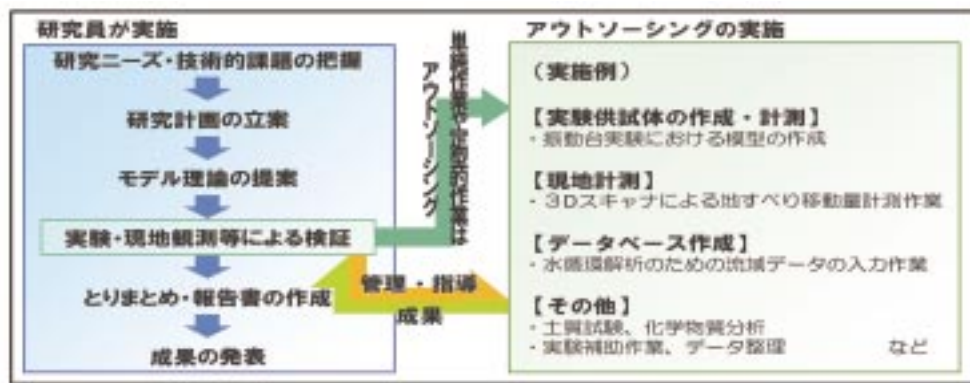 研究員が実施
研究ニーズ・技術的課題の把握
研究計画の立案
モデル理論の提案
実験・現地観測等による検証
とりまとめ・報告書の作成
成果の発表
単純作業や定型的作業は
アウトソーシング
管理・指導
成果
アウトソーシングの実施
（実施例）
【実験供試体の作成・計測】
・振動台実験における模型の作成
【現地計測】
・3Dスキャナによる地すべり移動量計測作業
【データベース作成】
・水循環解析のための流域データの入力作業
【その他】
・土質試験、化学物質分析
・実験補助作業、データ整理 など